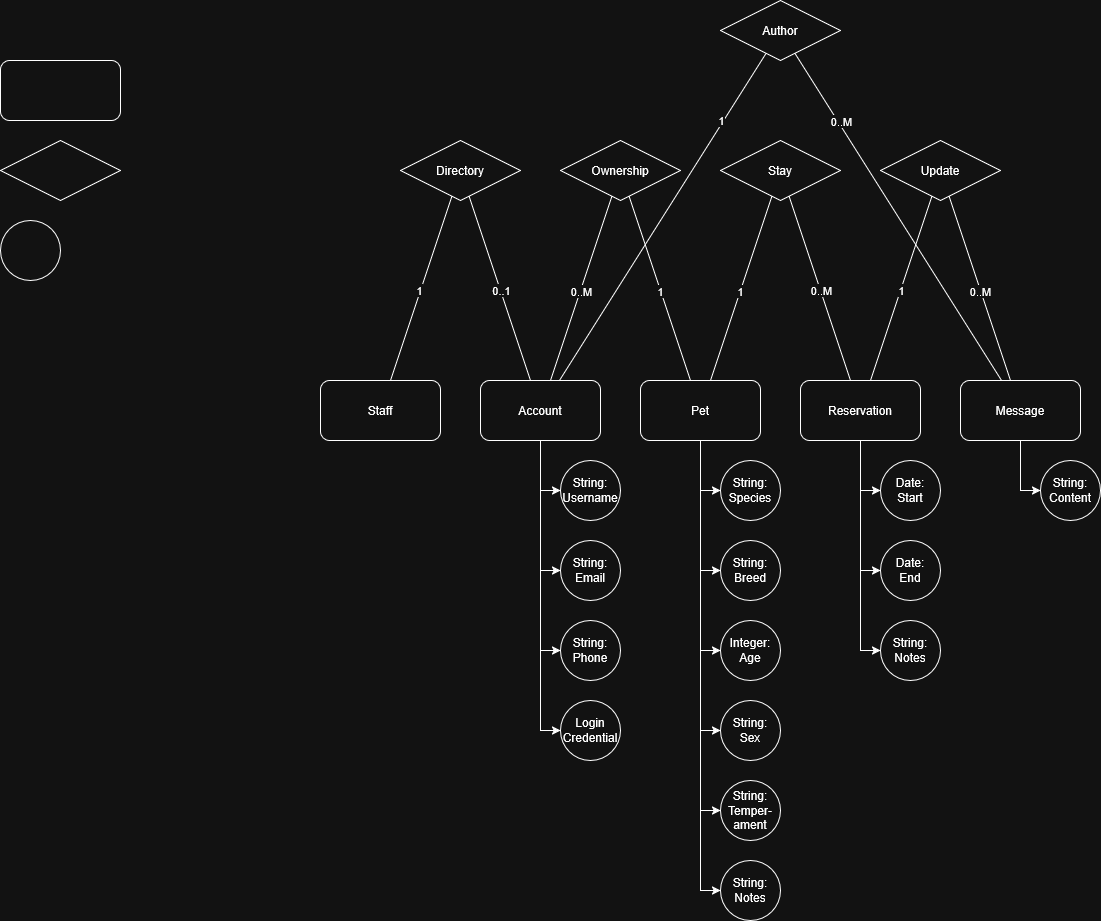 Author
1
0..M
Directory
Ownership
Stay
Update
1
0..1
0..M
1
1
0..M
1
0..M
Staff
Account
Pet
Reservation
Message
String:
Username
String:
Species
Date:
Start
String:
Content
String:
Email
String:
Breed
Date:
End
String:
Phone
Integer:
Age
String:
Notes
Login
Credential
String:
Sex
String:
Temper-
ament
String:
Notes